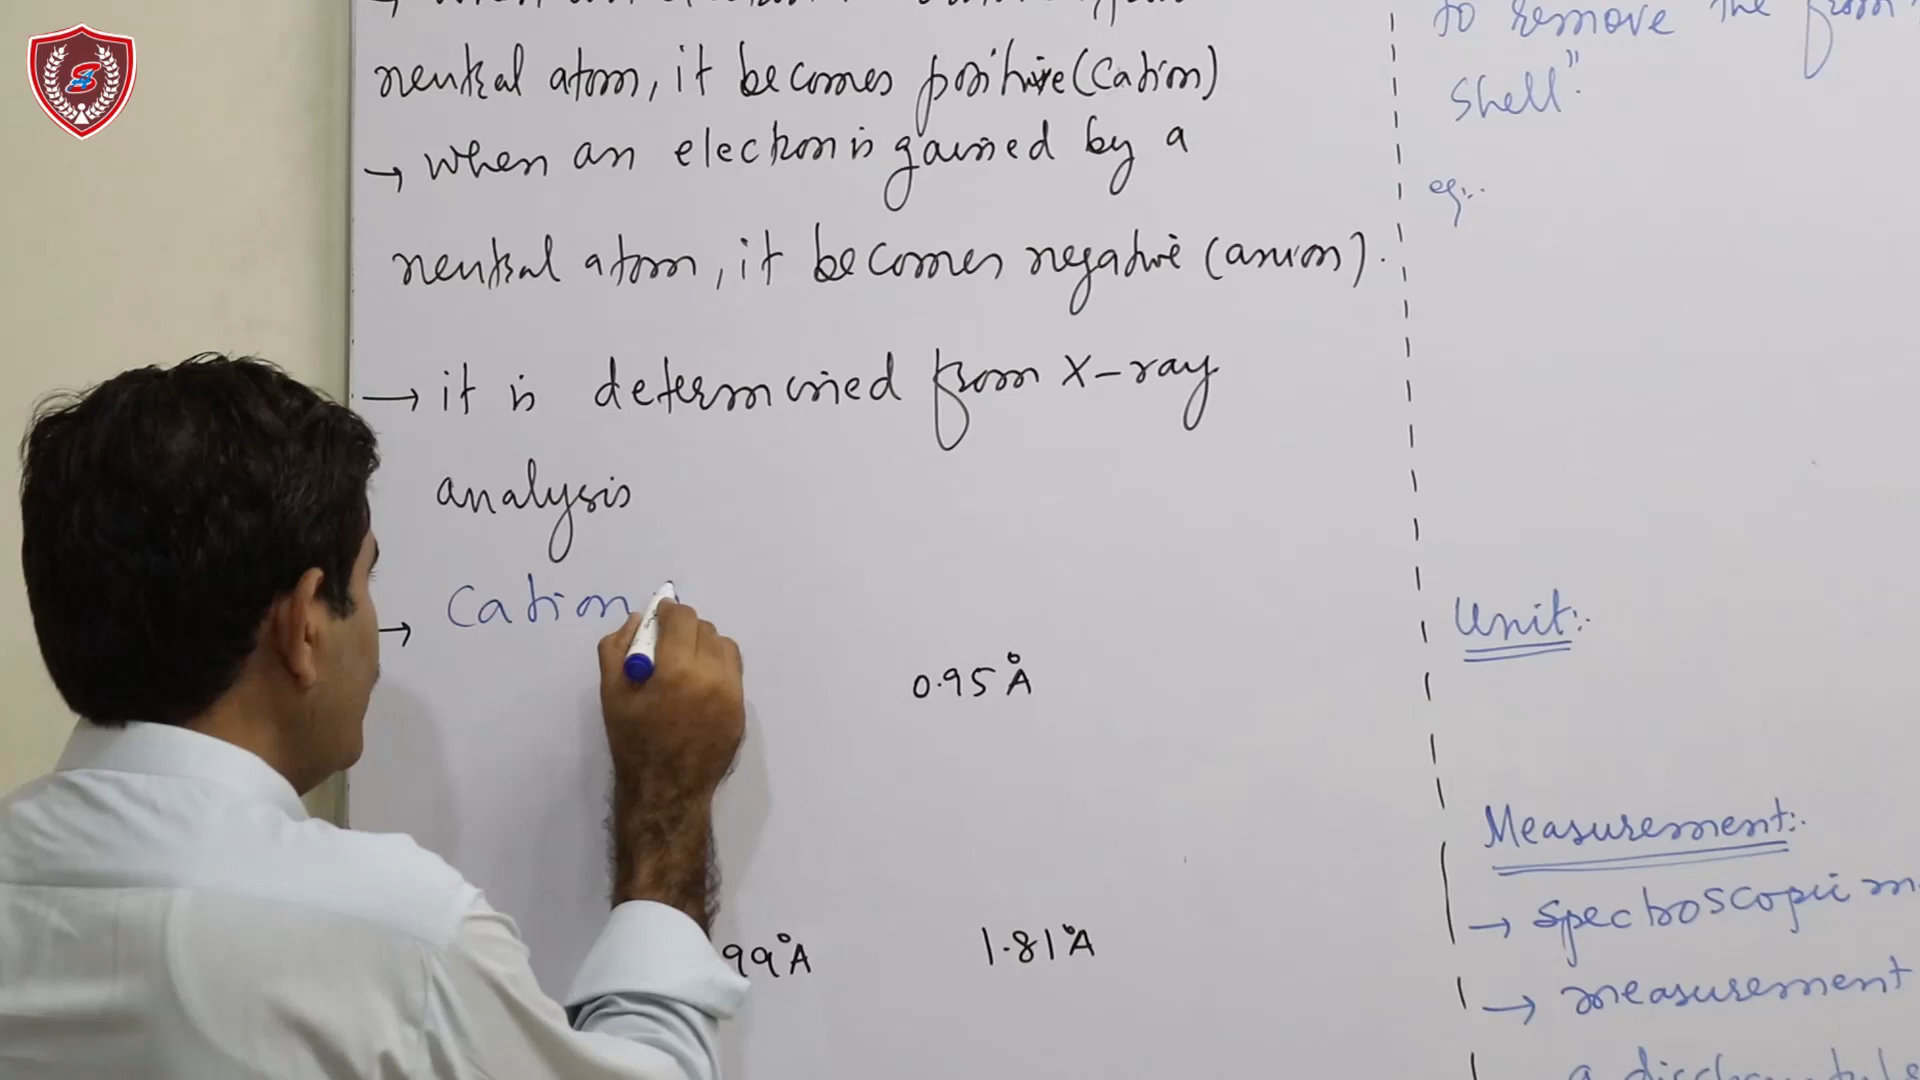 neutral atom, it becomes positive (Cation)
→ when an electron is gained by a
neutral atom, it becomes negative (anion).
→ it is determined from X-ray
analysis
→ Cation
0.95 Å
99 Å 1.81 Å
to remove the from
shell".
eg:-
Unit:-
Measurement:-
→ spectroscopic m
→ measurement